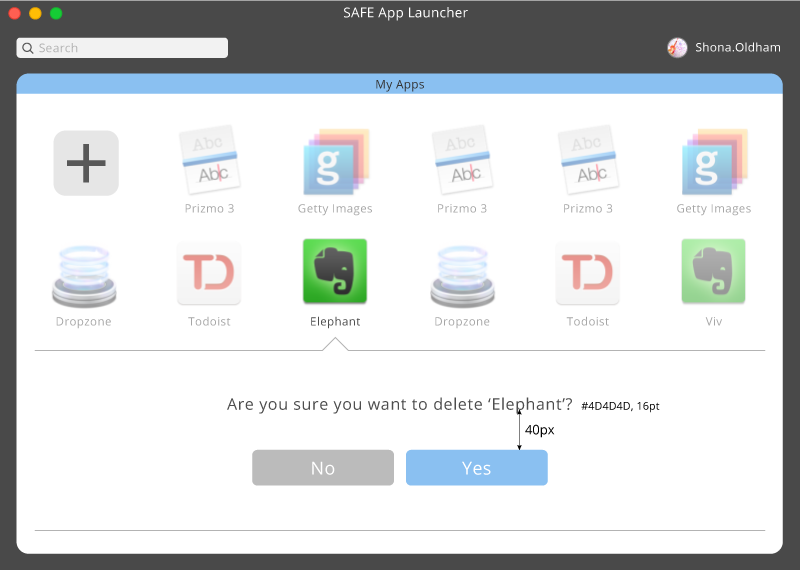 SAFE App Launcher
Search
Shona.Oldham
My Apps
Abc
Abc
Abc
Abc
Abc
Abc
g
g
Prizmo 3
Getty Images
Prizmo 3
Prizmo 3
Getty Images
TD
TD
Dropzone
Todoist
Elephant
Dropzone
Todoist
Viv
Are you sure you want to delete ‘Elephant’? #4D4D4D, 16pt
40px
No
Yes